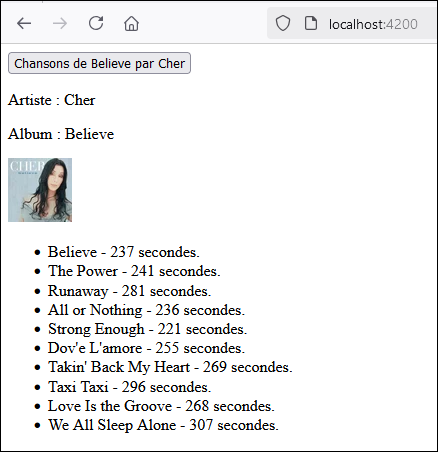 localhost:4200
Chansons de Believe par Cher
Artiste : Cher
Album : Believe
CHER
Believe - 237 secondes.
The Power - 241 secondes.
Runaway - 281 secondes.
All or Nothing - 236 secondes.
Strong Enough - 221 secondes.
Dov'e L'amore - 255 secondes.
Takin' Back My Heart - 269 secondes.
Taxi Taxi - 296 secondes.
Love Is the Groove - 268 secondes.
We All Sleep Alone - 307 secondes.